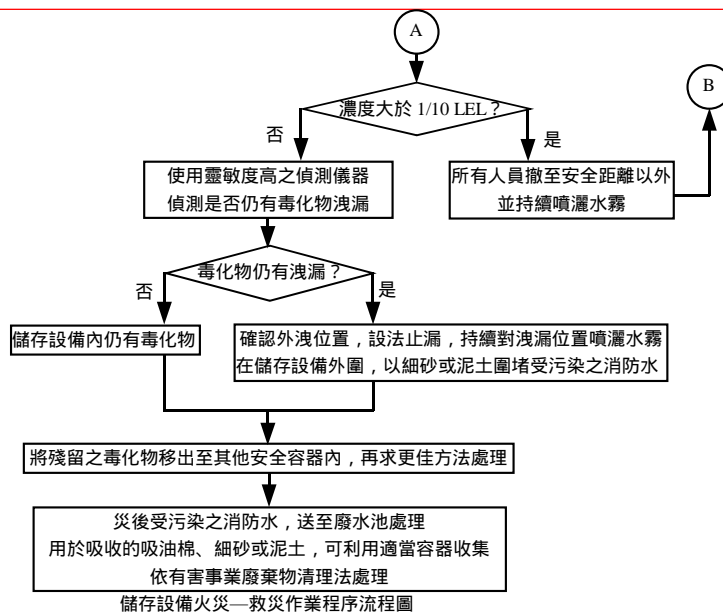 A
B
濃度大於 1/10 LEL？
否
是
使用靈敏度高之偵測儀器
偵測是否仍有毒化物洩漏
所有人員撤至安全距離以外
並持續噴灑水霧
毒化物仍有洩漏？
否
是
儲存設備內仍有毒化物
確認外洩位置，設法止漏，持續對洩漏位置噴灑水霧
在儲存設備外圍，以細砂或泥土圍堵受污染之消防水
將殘留之毒化物移出至其他安全容器內，再求更佳方法處理
災後受污染之消防水，送至廢水池處理
用於吸收的吸油棉、細砂或泥土，可利用適當容器收集
依有害事業廢棄物清理法處理
儲存設備火災—救災作業程序流程圖